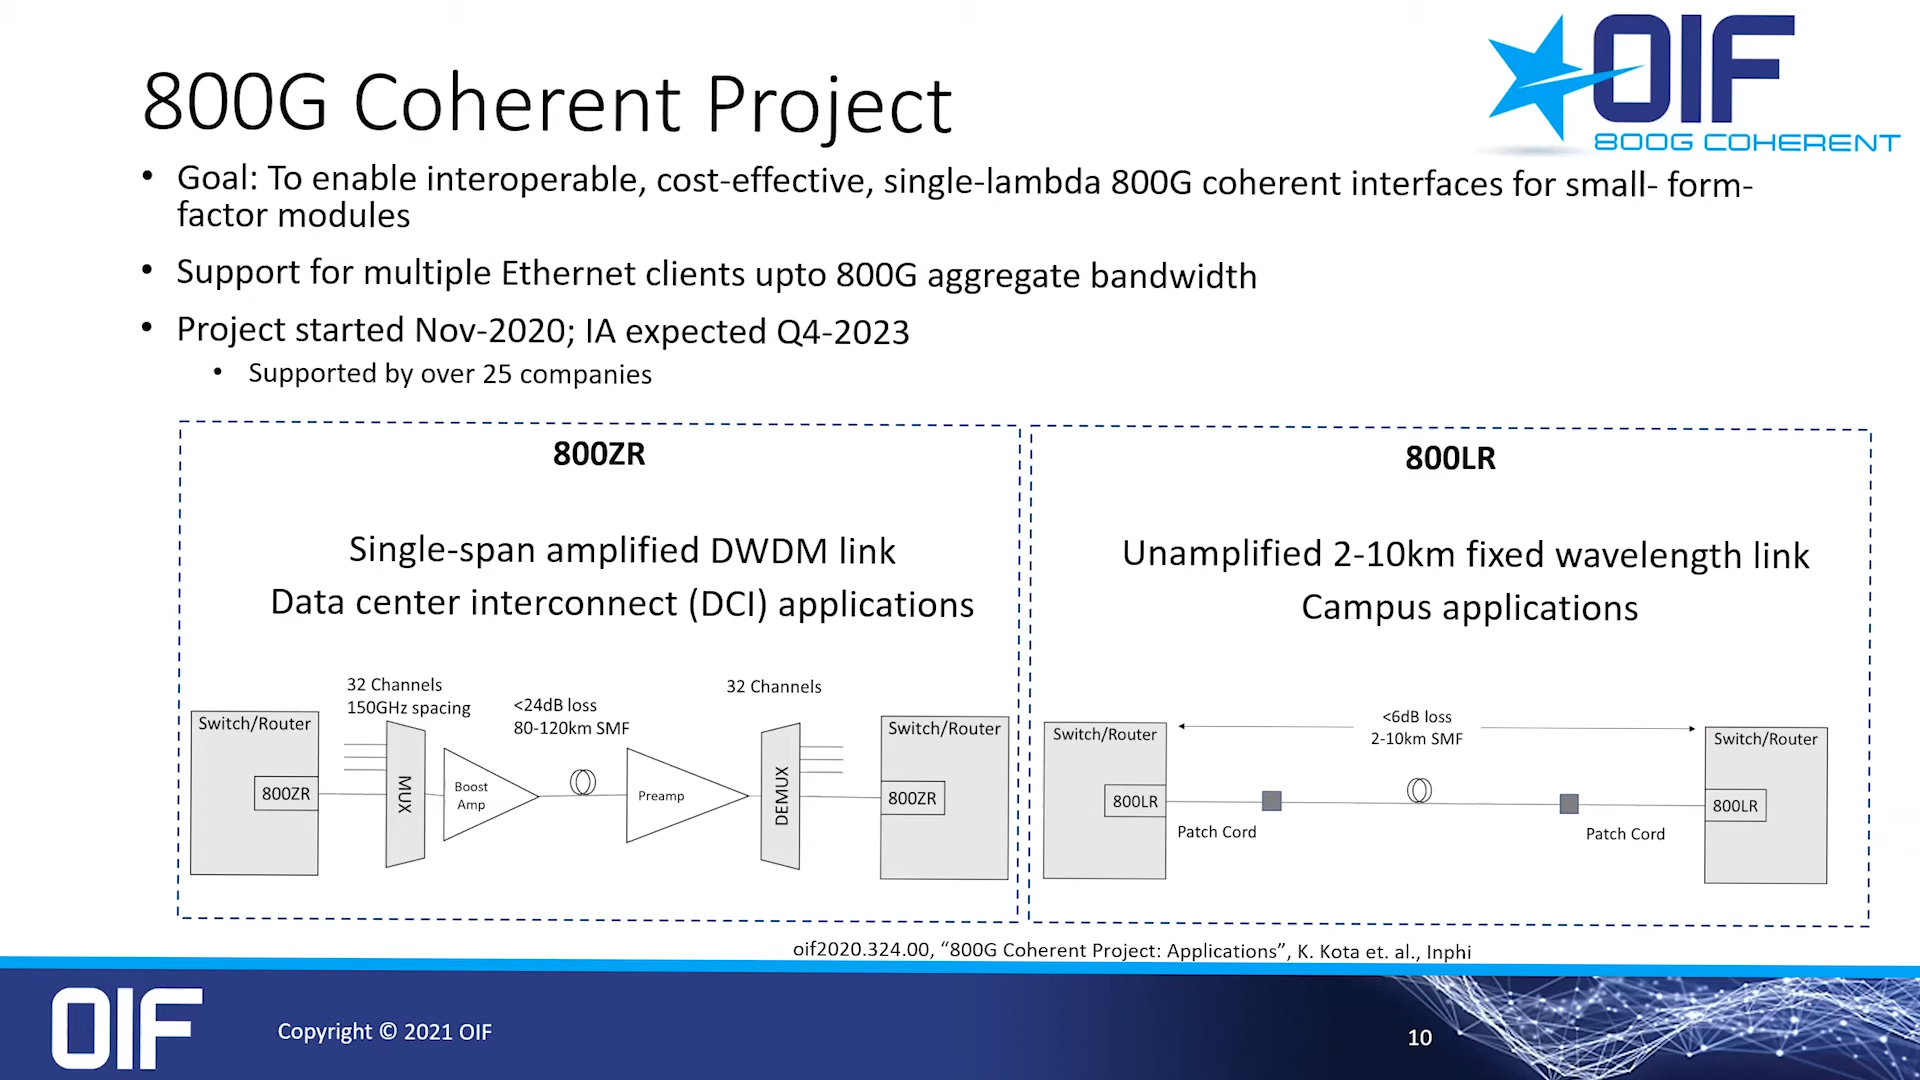 OIF
800G COHERENT
800G Coherent Project
• Goal: To enable interoperable, cost-effective, single-lambda 800G coherent interfaces for small- form-
factor modules
• Support for multiple Ethernet clients upto 800G aggregate bandwidth
• Project started Nov-2020; IA expected Q4-2023
• Supported by over 25 companies
800ZR
Single-span amplified DWDM link
Data center interconnect (DCI) applications
32 Channels
150GHz spacing
<24dB loss
80-120km SMF
32 Channels
Switch/Router
800ZR
MUX
Boost
Amp
Preamp
DEMUX
Switch/Router
800ZR
800LR
Unamplified 2-10km fixed wavelength link
Campus applications
<6dB loss
2-10km SMF
Switch/Router
800LR
Patch Cord
Patch Cord
Switch/Router
800LR
oif2020.324.00, “800G Coherent Project: Applications”, K. Kota et. al., Inphi
OIF
Copyright © 2021 OIF
10